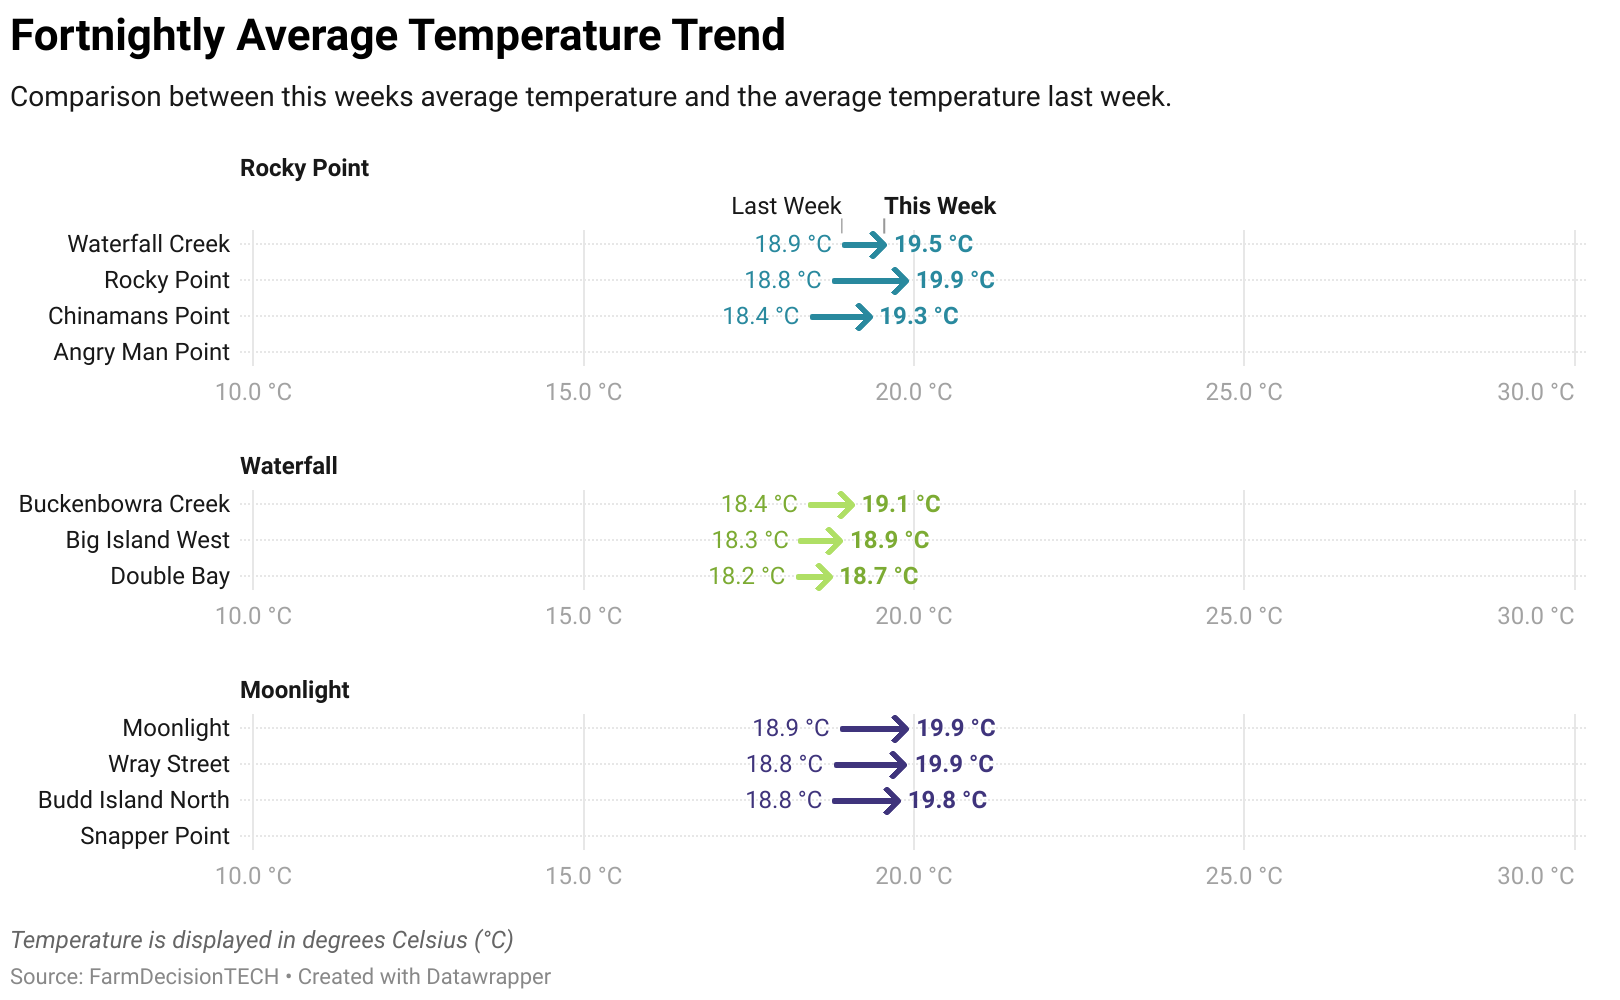 Fortnightly Average Temperature Trend
Comparison between this weeks average temperature and the average temperature last week.
Rocky Point
Last Week This Week
Waterfall Creek 18.9 °C 19.5 °C
Rocky Point 18.8 °C 19.9 °C
Chinamans Point 18.4 °C 19.3 °C
Angry Man Point
10.0 °C 15.0 °C 20.0 °C 25.0 °C 30.0 °C
Waterfall
Buckenbowra Creek 18.4 °C 19.1 °C
Big Island West 18.3 °C 18.9 °C
Double Bay 18.2 °C 18.7 °C
10.0 °C 15.0 °C 20.0 °C 25.0 °C 30.0 °C
Moonlight
Moonlight 18.9 °C 19.9 °C
Wray Street 18.8 °C 19.9 °C
Budd Island North 18.8 °C 19.8 °C
Snapper Point
10.0 °C 15.0 °C 20.0 °C 25.0 °C 30.0 °C
Temperature is displayed in degrees Celsius (°C)
Source: FarmDecisionTECH • Created with Datawrapper